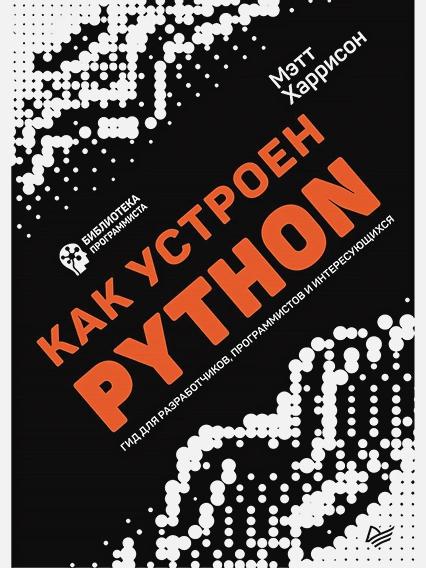 Мэтт
Харрисон
БИБЛИОТЕКА
ПРОГРАММИСТА
КАК УСТРОЕН
PYTHON
ГИД ДЛЯ РАЗРАБОТЧИКОВ, ПРОГРАММИСТОВ И ИНТЕРЕСУЮЩИХСЯ